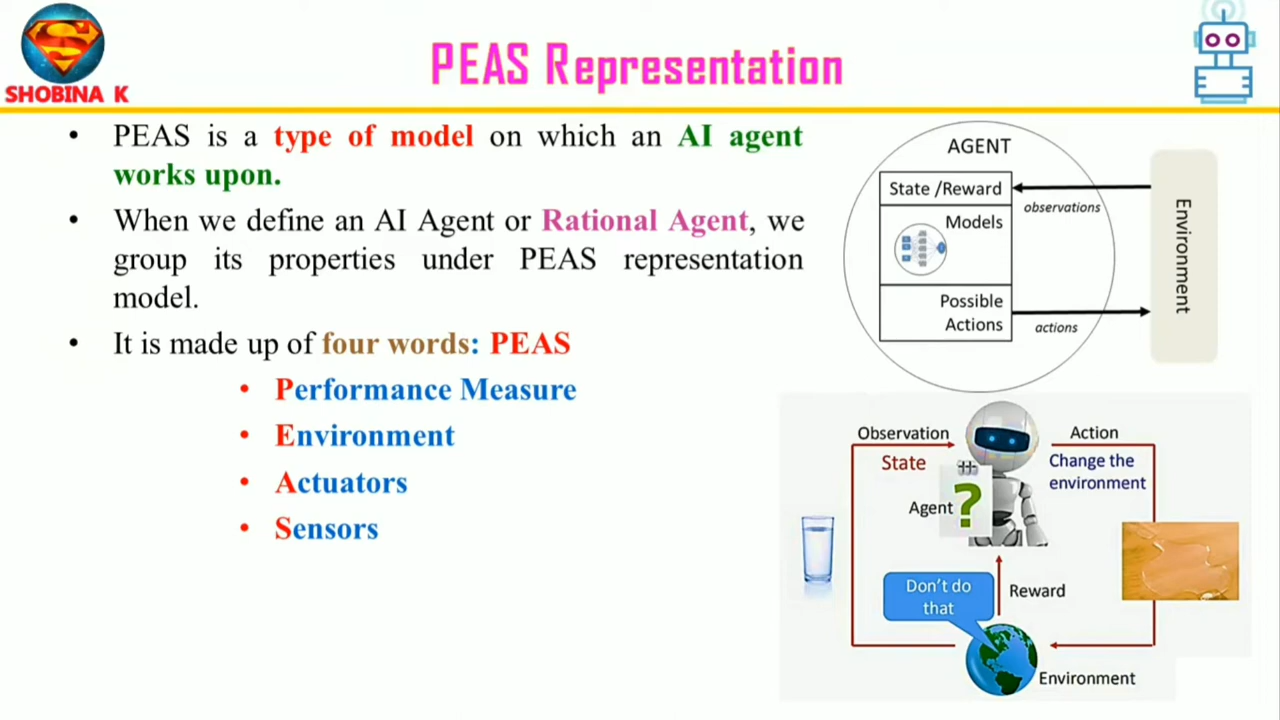 SHOBINA K
PEAS Representation
• PEAS is a type of model on which an AI agent
works upon.
• When we define an AI Agent or Rational Agent, we
group its properties under PEAS representation
model.
• It is made up of four words: PEAS
• Performance Measure
• Environment
• Actuators
• Sensors
AGENT
State /Reward
observations
Models
Possible
Actions
actions
Environment
Observation
State
Action
Change the
environment
Agent
?
Don't do
that
Reward
Environment